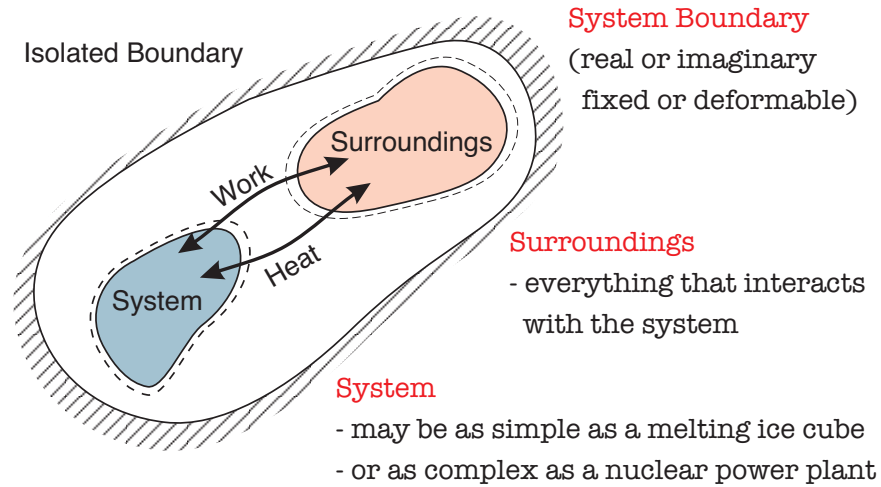 System Boundary
(real or imaginary
fixed or deformable)
Isolated Boundary
Surroundings
Work
Heat
System
Surroundings
- everything that interacts
with the system
System
- may be as simple as a melting ice cube
- or as complex as a nuclear power plant